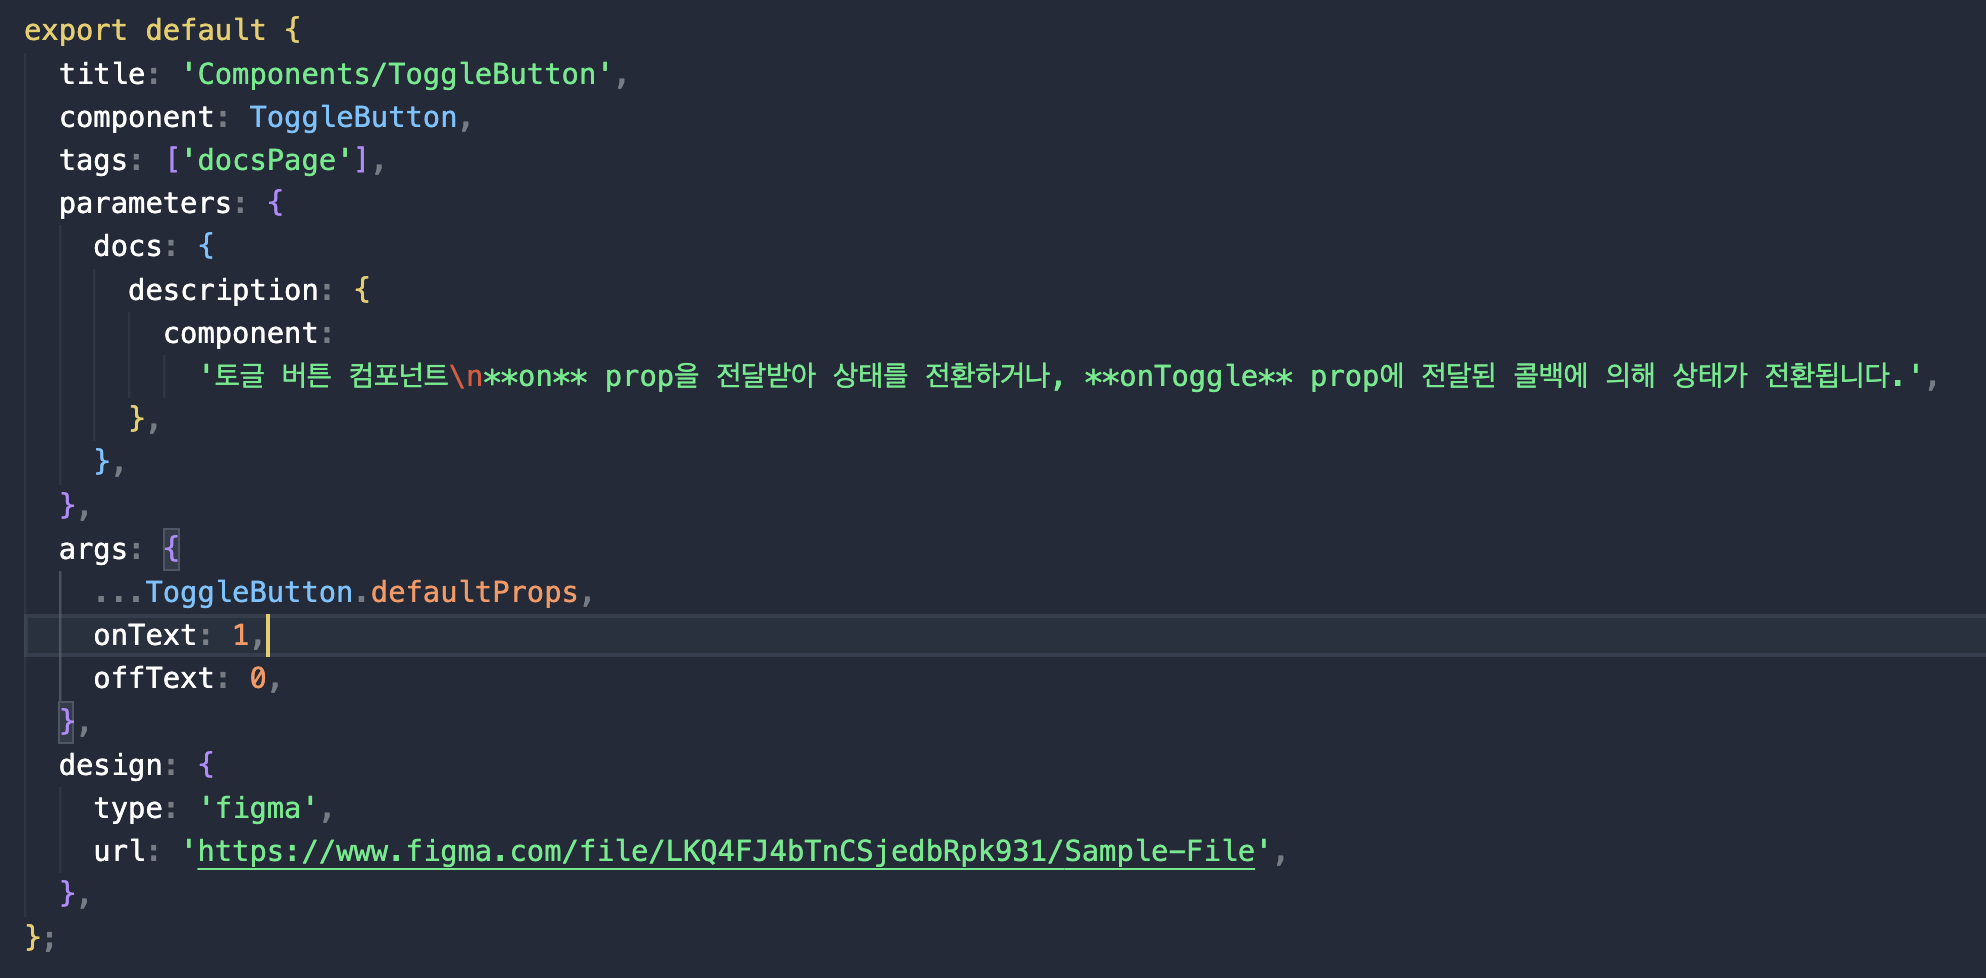 export default {
  title: 'Components/ToggleButton',
  component: ToggleButton,
  tags: ['docsPage'],
  parameters: {
    docs: {
      description: {
        component:
          '토글 버튼 컴포넌트\n**on** prop을 전달받아 상태를 전환하거나, **onToggle** prop에 전달된 콜백에 의해 상태가 전환됩니다.',
      },
    },
  },
  args: {
    ...ToggleButton.defaultProps,
    onText: 1,
    offText: 0,
  },
  design: {
    type: 'figma',
    url: 'https://www.figma.com/file/LKQ4FJ4bTnCSjedbRpk931/Sample-File',
  },
};